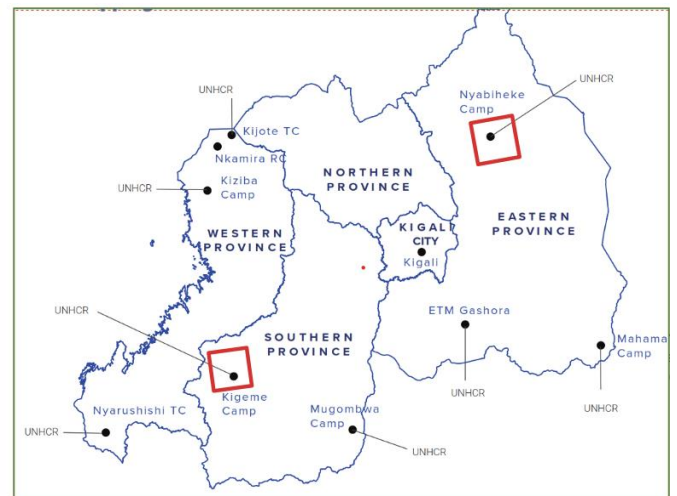 UNHCR
Nyabiheke
Camp
UNHCR
Kijote TC
Nkamira RC
NORTHERN
PROVINCE
UNHCR
Kiziba
Camp
WESTERN
PROVINCE
KIGALI
CITY
Kigali
EASTERN
PROVINCE
UNHCR
ETM Gashora
SOUTHERN
PROVINCE
Mahama
Camp
UNHCR
Kigeme
Camp
UNHCR
Nyarushishi TC
Mugombwa
Camp
UNHCR
UNHCR